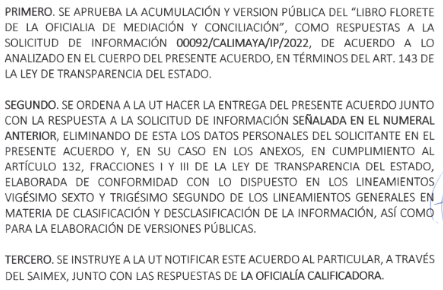 PRIMERO. SE APRUEBA LA ACUMULACIÓN Y VERSION PÚBLICA DEL "LIBRO FLORETE
DE LA OFICIALIA DE MEDIACIÓN Y CONCILIACIÓN", COMO RESPUESTAS A LA
SOLICITUD DE INFORMACIÓN 00092/CALIMAYA/IP/2022, DE ACUERDO A LO
ANALIZADO EN EL CUERPO DEL PRESENTE ACUERDO, EN TÉRMINOS DEL ART. 143 DE
LA LEY DE TRANSPARENCIA DEL ESTADO.
SEGUNDO. SE ORDENA A LA UT HACER LA ENTREGA DEL PRESENTE ACUERDO JUNTO
CON LA RESPUESTA A LA SOLICITUD DE INFORMACIÓN SEÑALADA EN EL NUMERAL
ANTERIOR, ELIMINANDO DE ESTA LOS DATOS PERSONALES DEL SOLICITANTE EN EL
PRESENTE ACUERDO Y, EN SU CASO EN LOS ANEXOS, EN CUMPLIMIENTO AL
ARTÍCULO 132, FRACCIONES I Y III DE LA LEY DE TRANSPARENCIA DEL ESTADO,
ELABORADA DE CONFORMIDAD CON LO DISPUESTO EN LOS LINEAMIENTOS
VIGÉSIMO SEXTO Y TRIGÉSIMO SEGUNDO DE LOS LINEAMIENTOS GENERALES EN
MATERIA DE CLASIFICACIÓN Y DESCLASIFICACIÓN DE LA INFORMACIÓN, ASÍ COMO
PARA LA ELABORACIÓN DE VERSIONES PÚBLICAS.
TERCERO. SE INSTRUYE A LA UT NOTIFICAR ESTE ACUERDO AL PARTICULAR, A TRAVÉS
DEL SAIMEX, JUNTO CON LAS RESPUESTAS DE LA OFICIALÍA CALIFICADORA.